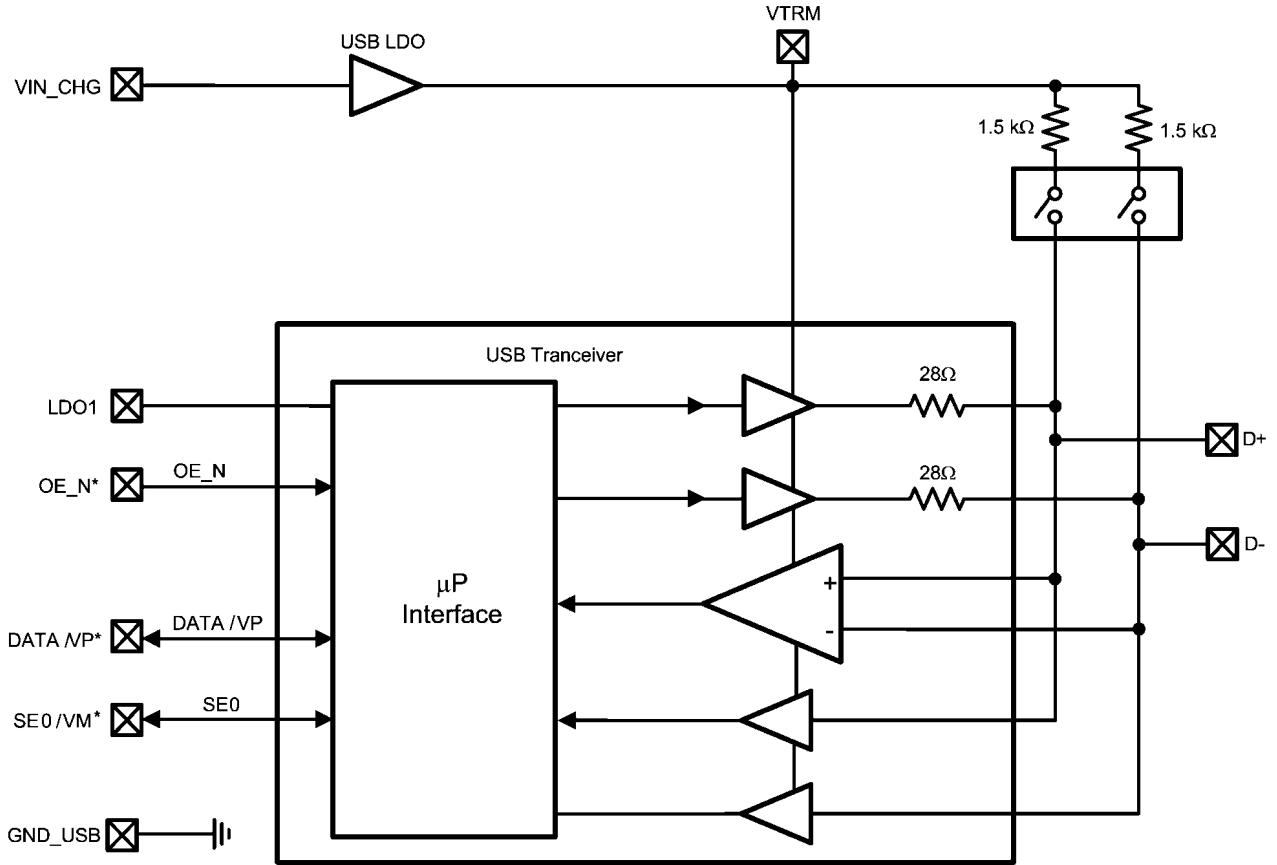 VTRM
USB LDO
VIN_CHG
1.5 kΩ
1.5 kΩ
USB Tranceiver
28Ω
LDO1
D+
OE_N
28Ω
OE_N*
D-
+
μP
Interface
DATA /VP
-
DATA /VP*
SE0
SE0 /VM*
GND_USB